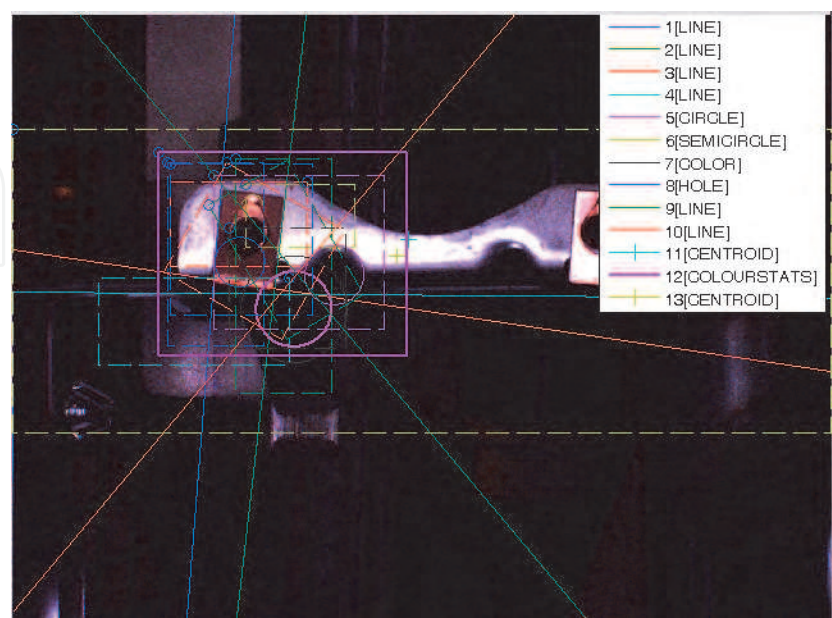 1[LINE]
2[LINE]
3[LINE]
4[LINE]
5[CIRCLE]
6[SEMICIRCLE]
7[COLOR]
8[HOLE]
9[LINE]
10[LINE]
11[CENTROID]
12[COLOURSTATS]
13[CENTROID]